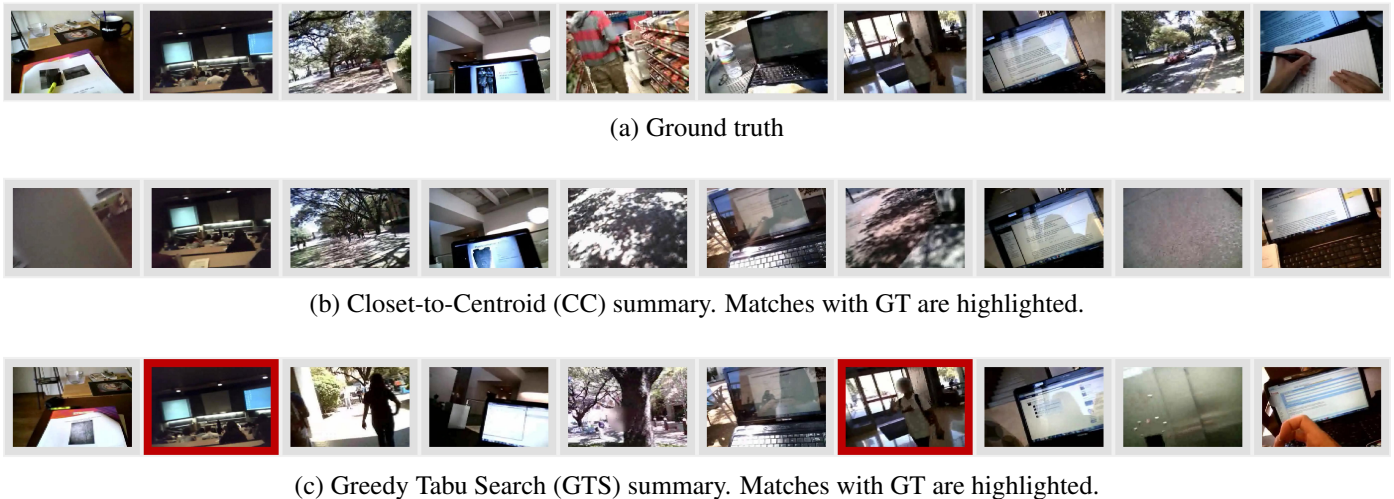 (a) Ground truth
(b) Closet-to-Centroid (CC) summary. Matches with GT are highlighted.
(c) Greedy Tabu Search (GTS) summary. Matches with GT are highlighted.